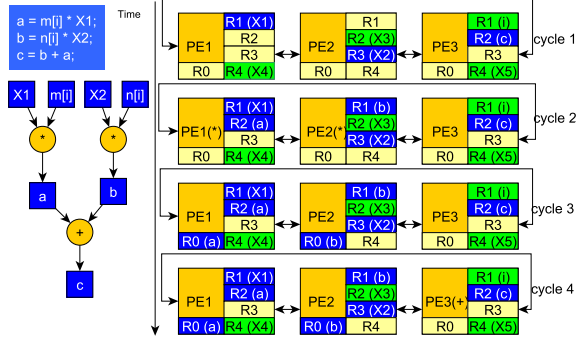 a = m[i] * X1;
b = n[i] * X2;
c = b + a;
X1 m[i] X2 n[i]
* *
a b
+
c
Time
PE1 R1 (X1) PE2 R1 PE3 R1 (i)
R2 R2 (X3) R2 (c)
R3 R3 (X2) R3
R0 R4 (X4) R0 R4 R0 R4 (X5)
cycle 1
PE1(*) R1 (X1) PE2(* R1 (b) PE3 R1 (i)
R2 (a) R2 (X3) R2 (c)
R3 R3 (X2) R3
R0 R4 (X4) R0 R4 R0 R4 (X5)
cycle 2
PE1 R1 (X1) PE2 R1 (b) PE3 R1 (i)
R2 (a) R2 (X3) R2 (c)
R3 R3 (X2) R3
R0 (a) R4 (X4) R0 (b) R4 R0 R4 (X5)
cycle 3
PE1 R1 (X1) PE2 R1 (b) PE3(+) R1 (i)
R2 (a) R2 (X3) R2 (c)
R3 R3 (X2) R3
R0 (a) R4 (X4) R0 (b) R4 R0 R4 (X5)
cycle 4